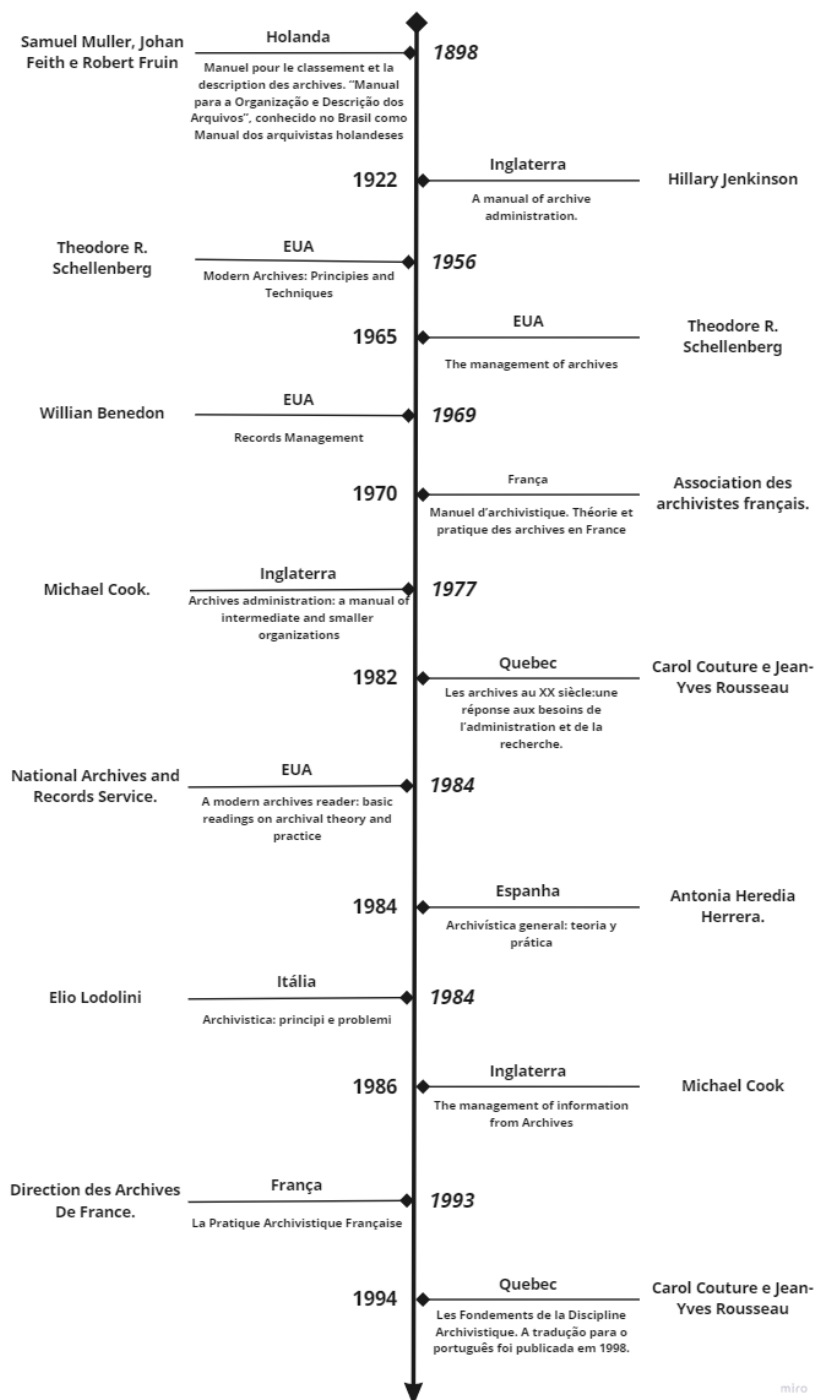 Samuel Muller, Johan
Feith e Robert Fruin
Holanda
Manuel pour le classement et la
description des archives. "Manual
para a Organização e Descrição dos
Arquivos", conhecido no Brasil como
Manual dos arquivistas holandeses
1898
1922
Inglaterra
A manual of archive
administration.
Hillary Jenkinson
Theodore R.
Schellenberg
EUA
Modern Archives: Principies and
Techniques
1956
1965
EUA
The management of archives
Theodore R.
Schellenberg
Willian Benedon
EUA
Records Management
1969
1970
França
Manuel d'archivistique. Théorie et
pratique des archives en France
Association des
archivistes français.
Michael Cook.
Inglaterra
Archives administration: a manual of
intermediate and smaller
organizations
1977
1982
Quebec
Les archives au XX siècle:une
réponse aux besoins de
l'administration et de la
recherche.
Carol Couture e Jean-
Yves Rousseau
National Archives and
Records Service.
EUA
A modern archives reader: basic
readings on archival theory and
practice
1984
1984
Espanha
Archivística general: teoria y
prática
Antonia Heredia
Herrera.
Elio Lodolini
Itália
Archivistica: principi e problemi
1984
1986
Inglaterra
The management of information
from Archives
Michael Cook
Direction des Archives
De France.
França
La Pratique Archivistique Française
1993
1994
Quebec
Les Fondements de la Discipline
Archivistique. A tradução para o
português foi publicada em 1998.
Carol Couture e Jean-
Yves Rousseau
miro